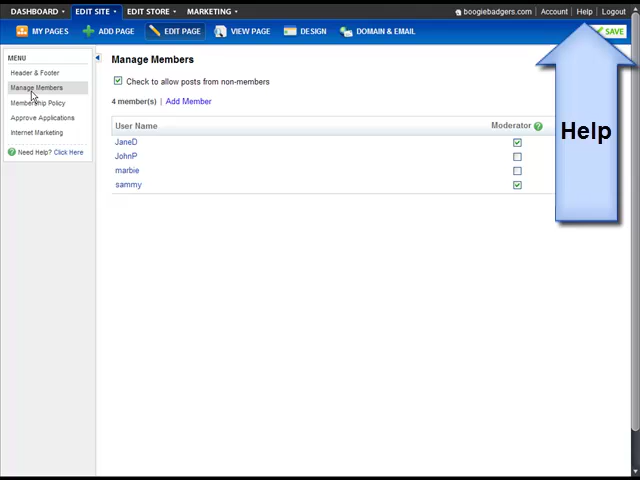 DASHBOARD EDIT SITE EDIT STORE MARKETING boogiebadgers.com Account Help Logout
MY PAGES ADD PAGE EDIT PAGE VIEW PAGE DESIGN DOMAIN & EMAIL SAVE
MENU
Header & Footer
Manage Members
Membership Policy
Approve Applications
Internet Marketing
Need Help? Click Here
Manage Members
Check to allow posts from non-members
4 member(s) | Add Member
User Name Moderator
JaneD
JohnP
marbie
sammy
Help